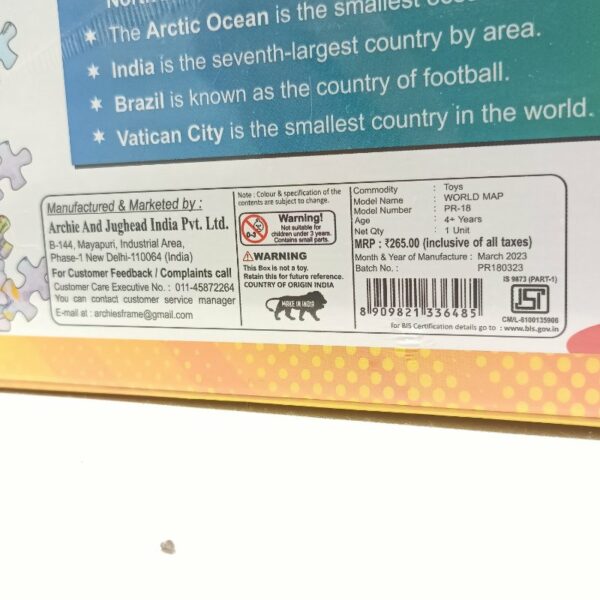 ✶ The Arctic Ocean is the smallest
✶ India is the seventh-largest country by area.
✶ Brazil is known as the country of football.
✶ Vatican City is the smallest country in the world.
Manufactured & Marketed by :
Archie And Jughead India Pvt. Ltd.
B-144, Mayapuri, Industrial Area,
Phase-1 New Delhi-110064 (India)
For Customer Feedback / Complaints call
Customer Care Executive No. : 011-45872264
You can contact customer service manager
E-mail at : archiesframe@gmail.com
Note : Colour & specification of the
contents are subject to change.
0-3
Warning!
Not suitable for
children under 3 years.
Contains small parts.
⚠WARNING
This Box is not a toy.
Retain this for future reference.
COUNTRY OF ORIGIN INDIA
MAKE IN INDIA
Commodity : Toys
Model Name : WORLD MAP
Model Number : PR-18
Age : 4+ Years
Net Qty : 1 Unit
MRP : ₹265.00 (inclusive of all taxes)
Month & Year of Manufacture : March 2023
Batch No. : PR180323
8 909821 336485
IS 9873 (PART-1)
ISI
CM/L-8100135906
For BIS Certification details go to : www.bis.gov.in